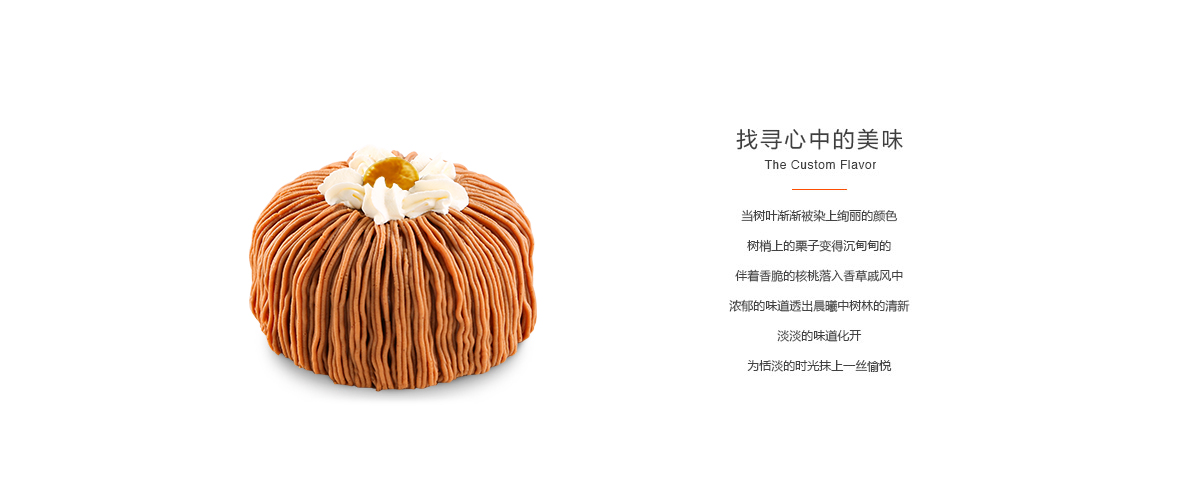 找寻心中的美味
The Custom Flavor
当树叶渐渐被染上绚丽的颜色
树梢上的栗子变得沉甸甸的
伴着香脆的核桃落入香草戚风中
浓郁的味道透出晨曦中树林的清新
淡淡的味道化开
为恬淡的时光抹上一丝愉悦